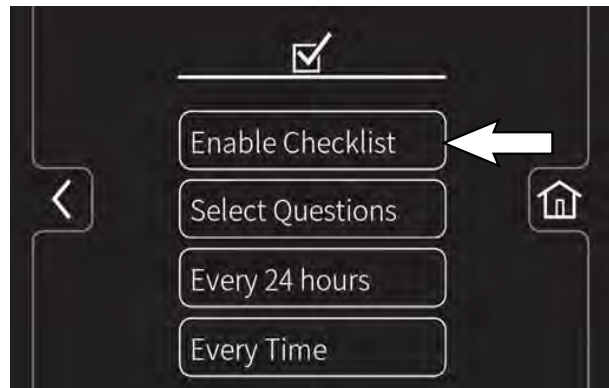 Enable Checklist
Select Questions
Every 24 hours
Every Time